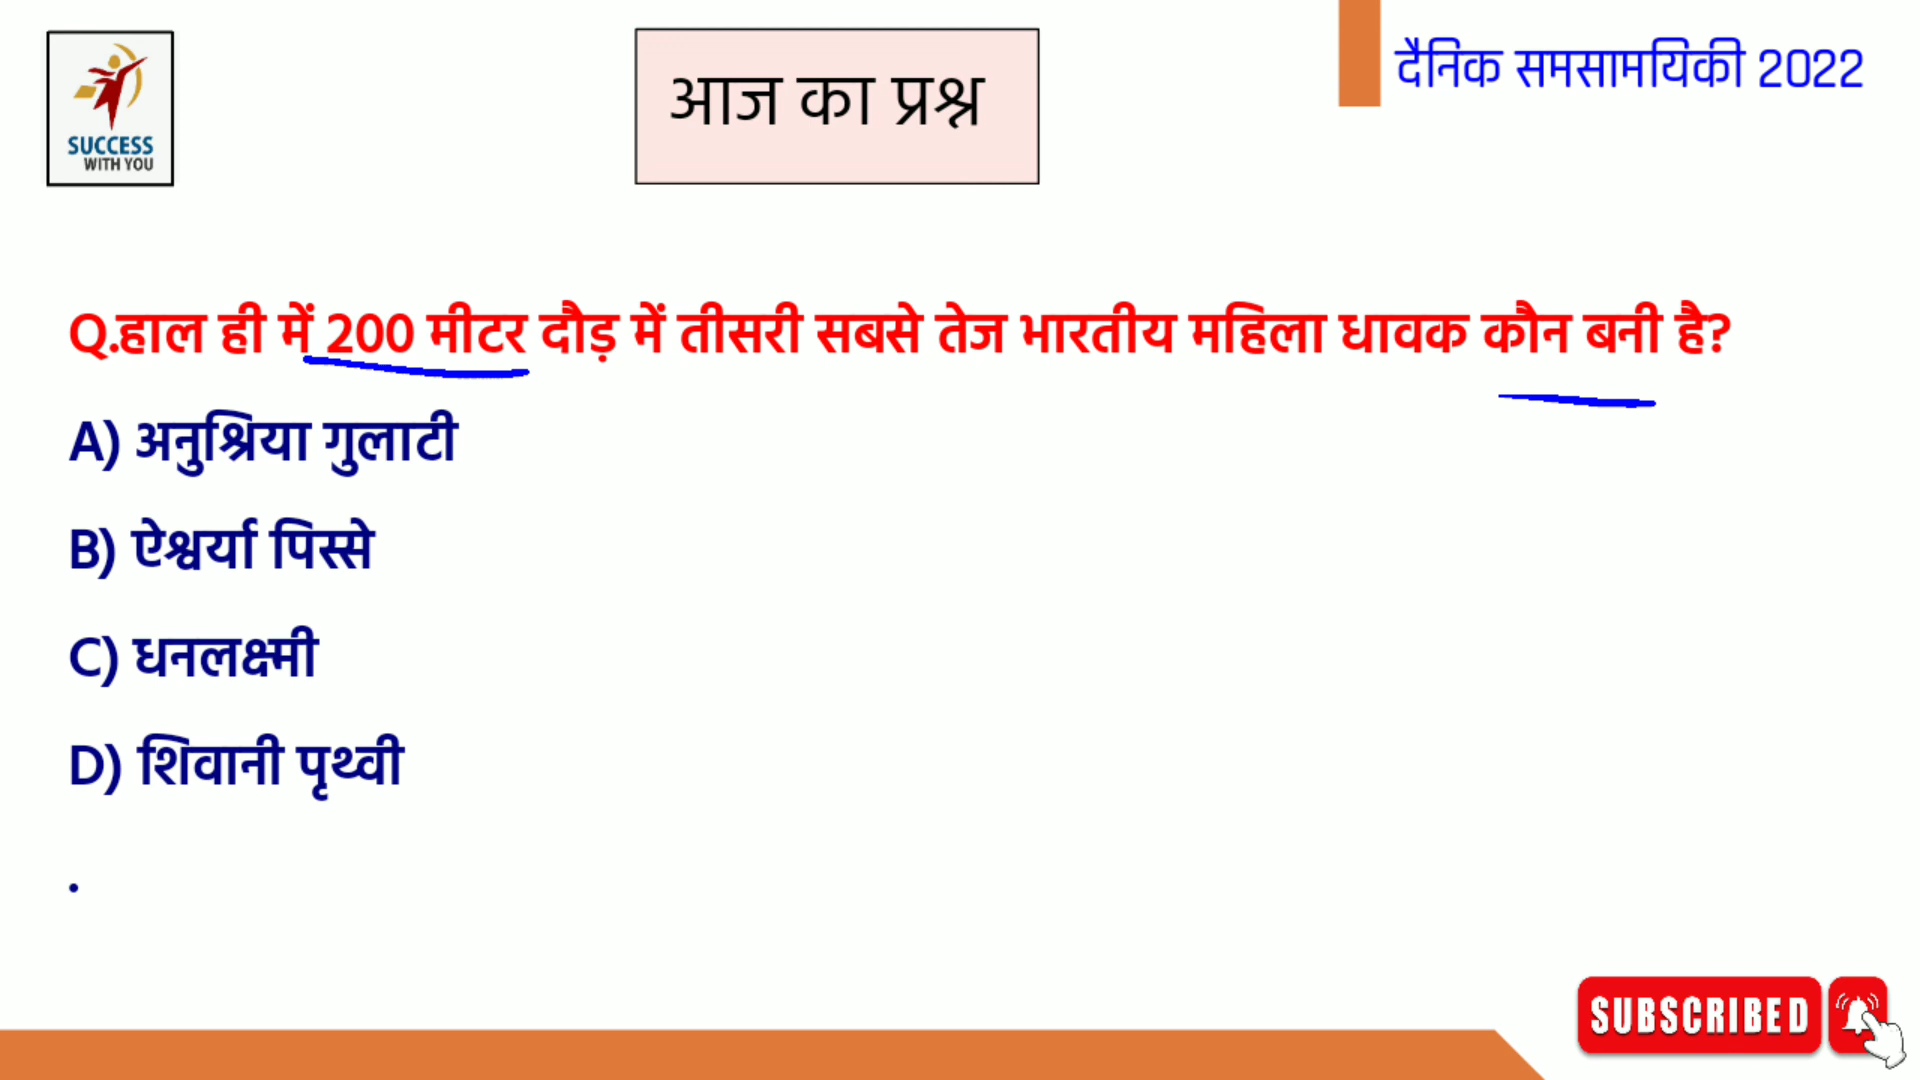 SUCCESS
WITH YOU
आज का प्रश्न
दैनिक समसामयिकी 2022
Q.हाल ही में 200 मीटर दौड़ में तीसरी सबसे तेज भारतीय महिला धावक कौन बनी है?
A) अनुश्रिया गुलाटी
B) ऐश्वर्या पिस्से
C) धनलक्ष्मी
D) शिवानी पृथ्वी
.
SUBSCRIBED